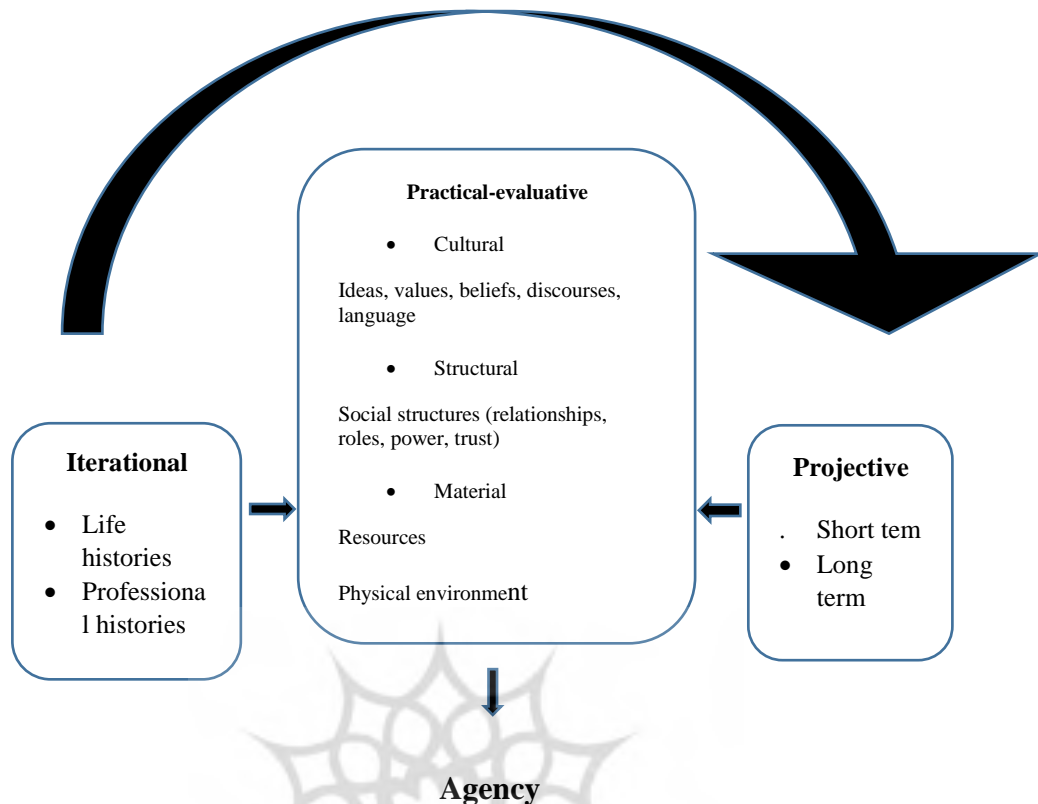 Practical-evaluative
• Cultural
Ideas, values, beliefs, discourses,
language
• Structural
Social structures (relationships,
roles, power, trust)
• Material
Resources
Physical environment
Iterational
• Life
histories
• Professiona
l histories
Projective
. Short tem
• Long
term
Agency